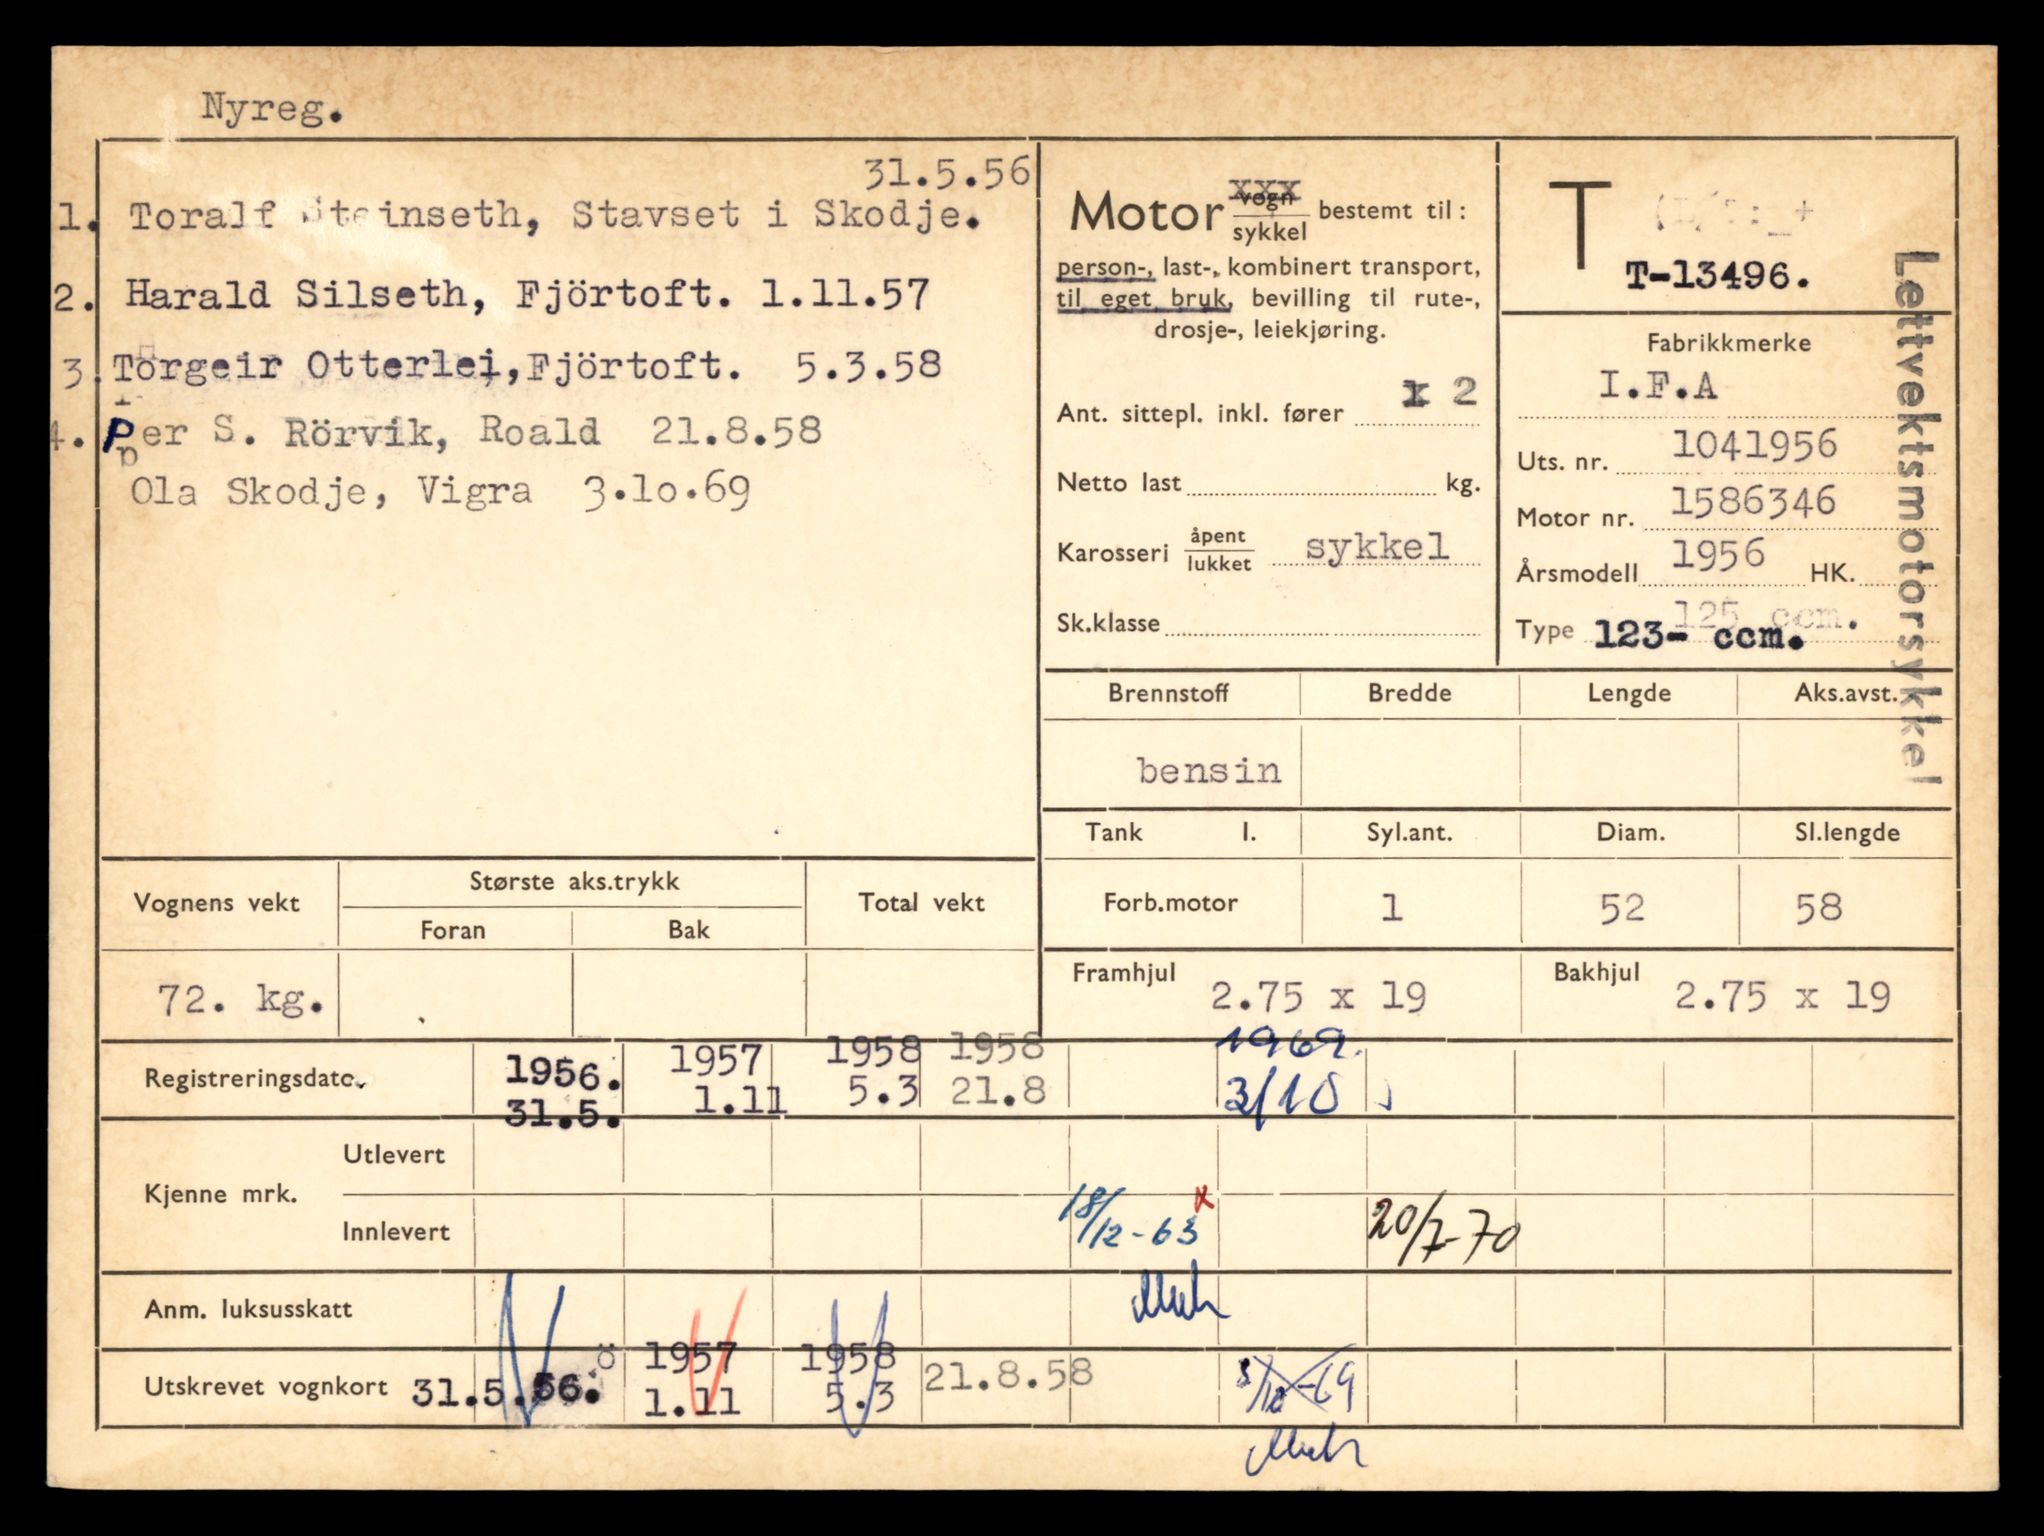 Nyreg.
31.5.56
1. Toralf Steinseth, Stavset i Skodje.
2. Harald Silseth, Fjörtoft. 1.11.57
3. Torgeir Otterlei, Fjörtoft. 5.3.58
4. Per S. Rörvik, Roald 21.8.58
Ola Skodje, Vigra 3.10.69
Motor vogn xxx / sykkel bestemt til:
person-, last-, kombinert transport,
til eget bruk, bevilling til rute-,
drosje-, leiekjøring.
Ant. sittepl. inkl. fører 2
Netto last kg.
Karosseri åpent / lukket sykkel
Sk.klasse
T
T-13496.
Fabrikkmerke
I.F.A
Uts. nr. 1041956
Motor nr. 1586346
Årsmodell 1956 HK.
125 ccm.
Type 123- ccm.
Lettvektsmotorsykkel
Brennstoff Bredde Lengde Aks.avst.
bensin
Tank l. Syl.ant. Diam. Sl.lengde
Forb.motor 1 52 58
Framhjul 2.75 x 19 Bakhjul 2.75 x 19
Vognens vekt Største aks.trykk Total vekt
Foran Bak
72. kg.
1956. 1957 1958 1958 1969.
Registreringsdato
31.5. 1.11 5.3 21.8 3/10
Kjenne mrk.
Utlevert
Innlevert 18/12-63 x 20/7-70
Anm. luksusskatt
ö 1957 1958
Utskrevet vognkort 31.5.56. 1.11 5.3 21.8.58 3/10-69